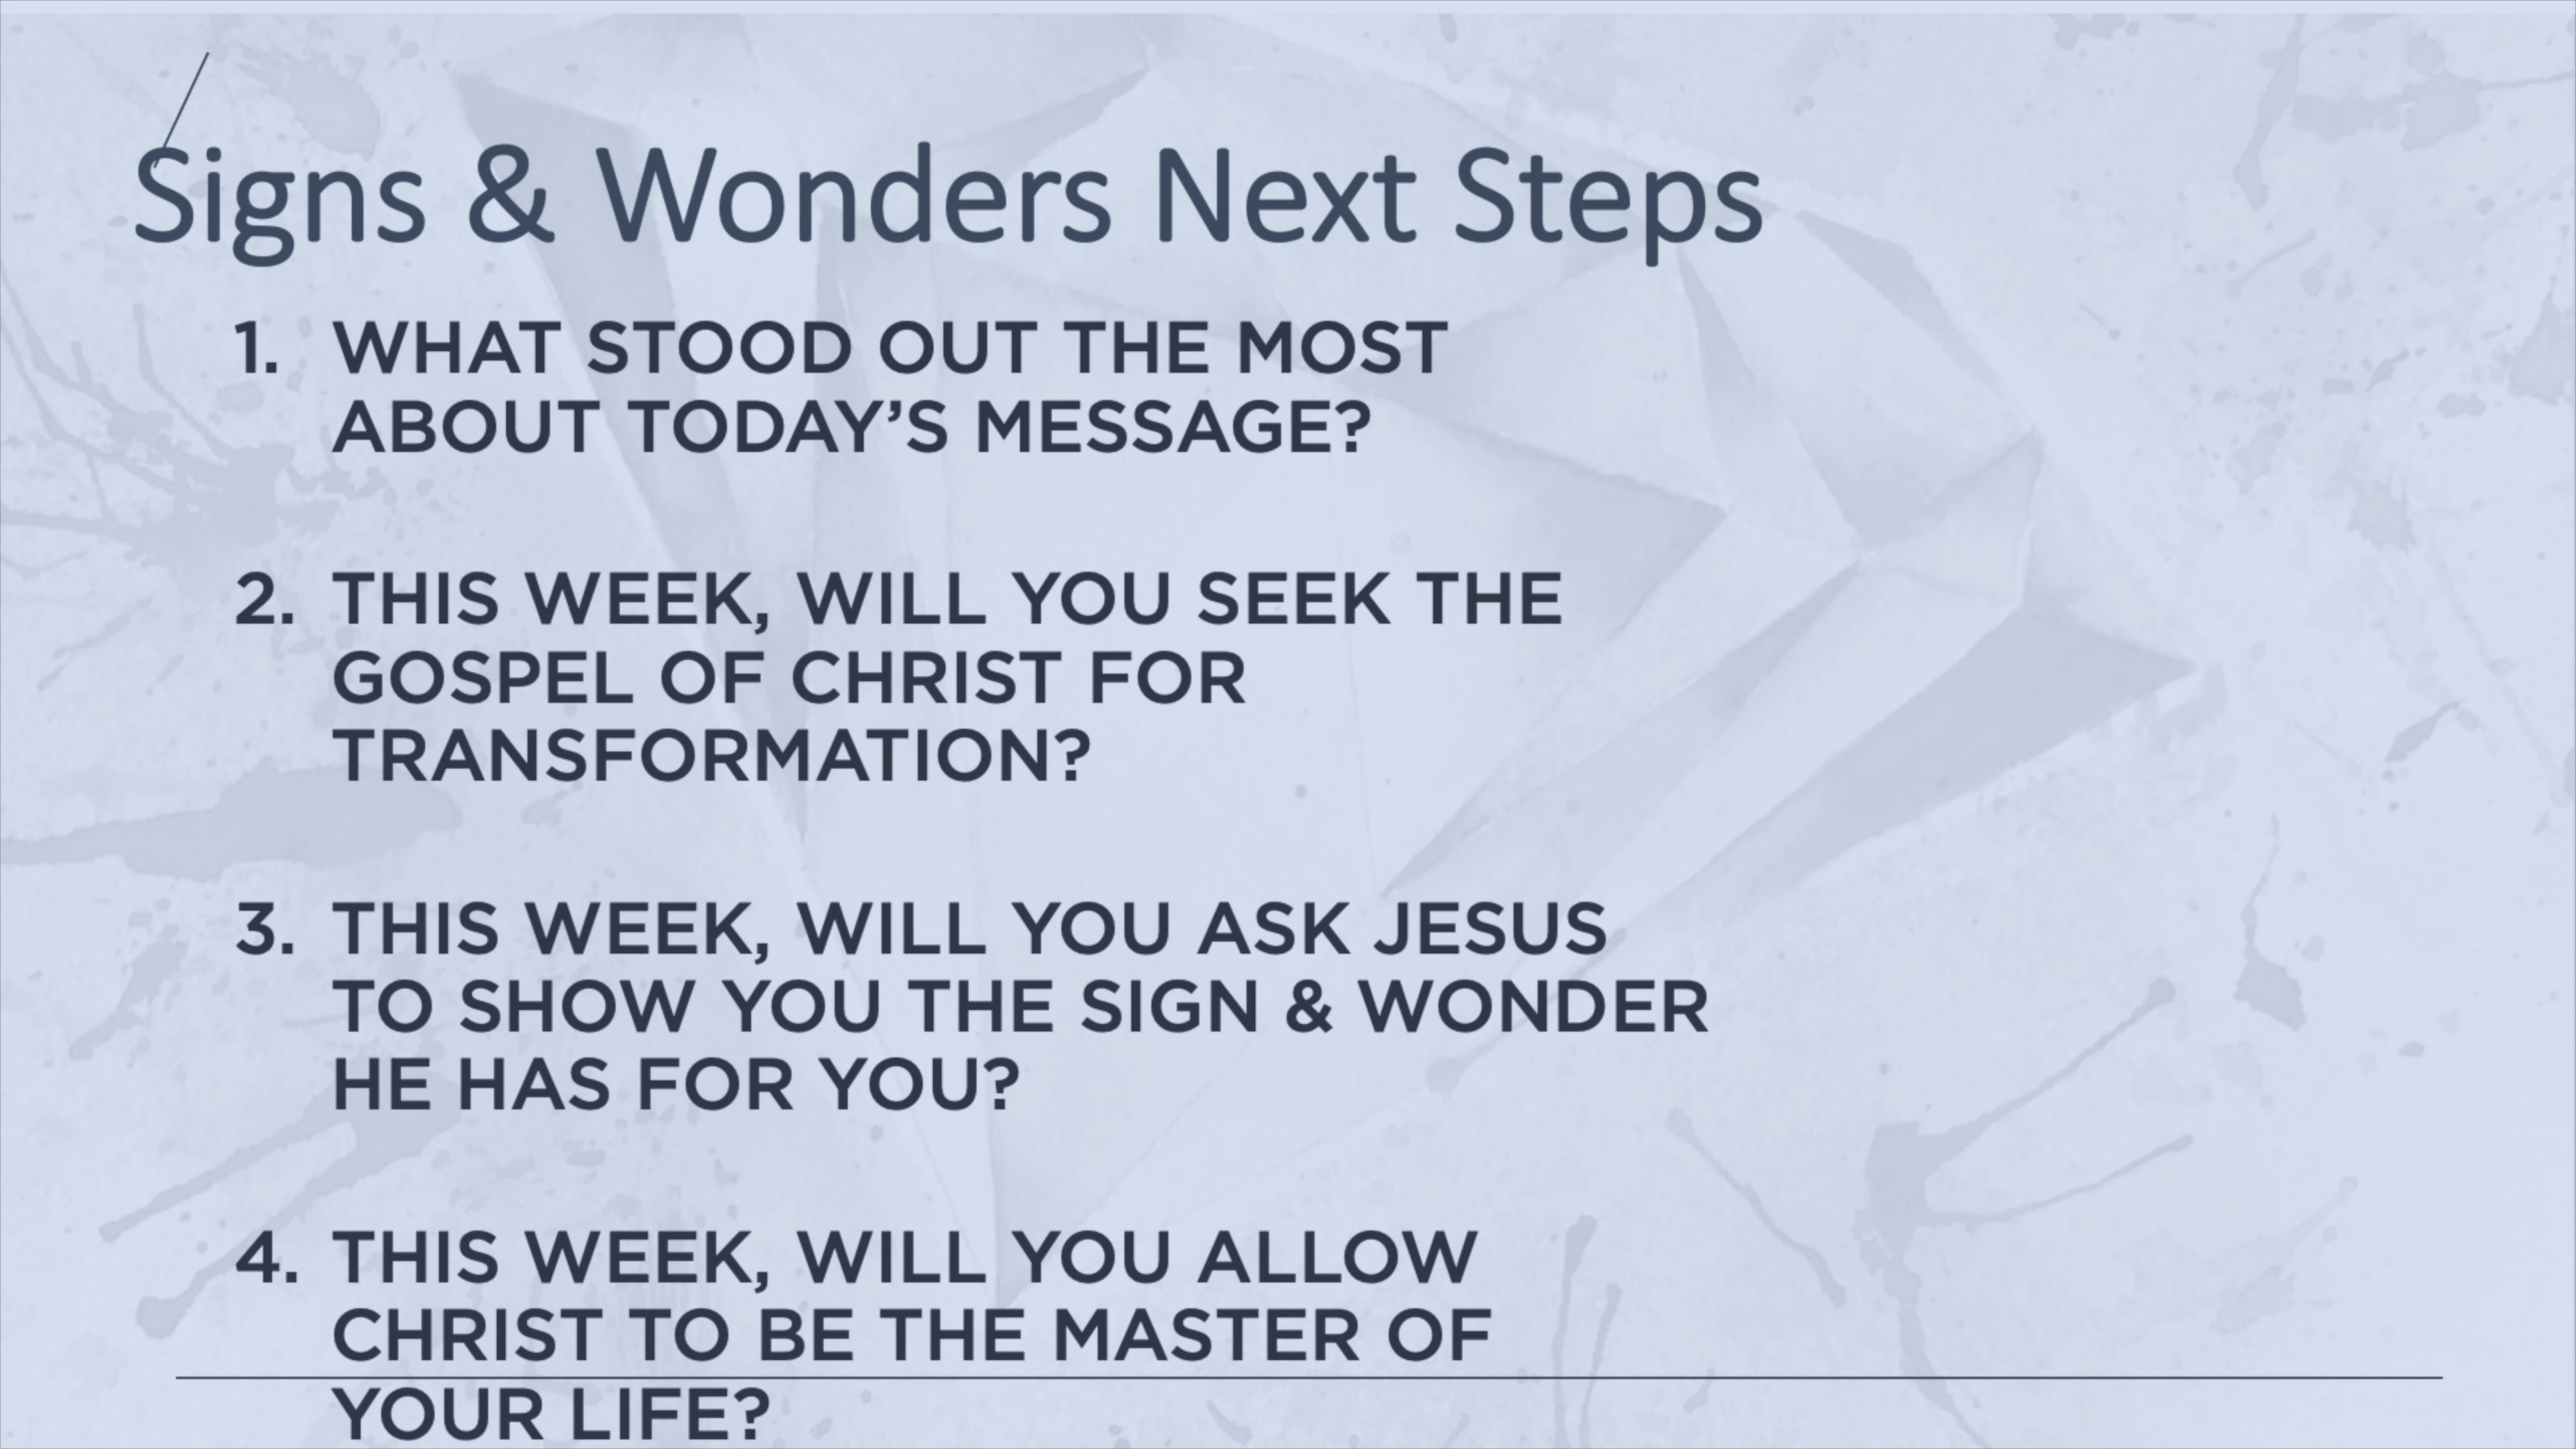 Signs & Wonders Next Steps
1. WHAT STOOD OUT THE MOST
ABOUT TODAY’S MESSAGE?
2. THIS WEEK, WILL YOU SEEK THE
GOSPEL OF CHRIST FOR
TRANSFORMATION?
3. THIS WEEK, WILL YOU ASK JESUS
TO SHOW YOU THE SIGN & WONDER
HE HAS FOR YOU?
4. THIS WEEK, WILL YOU ALLOW
CHRIST TO BE THE MASTER OF
YOUR LIFE?